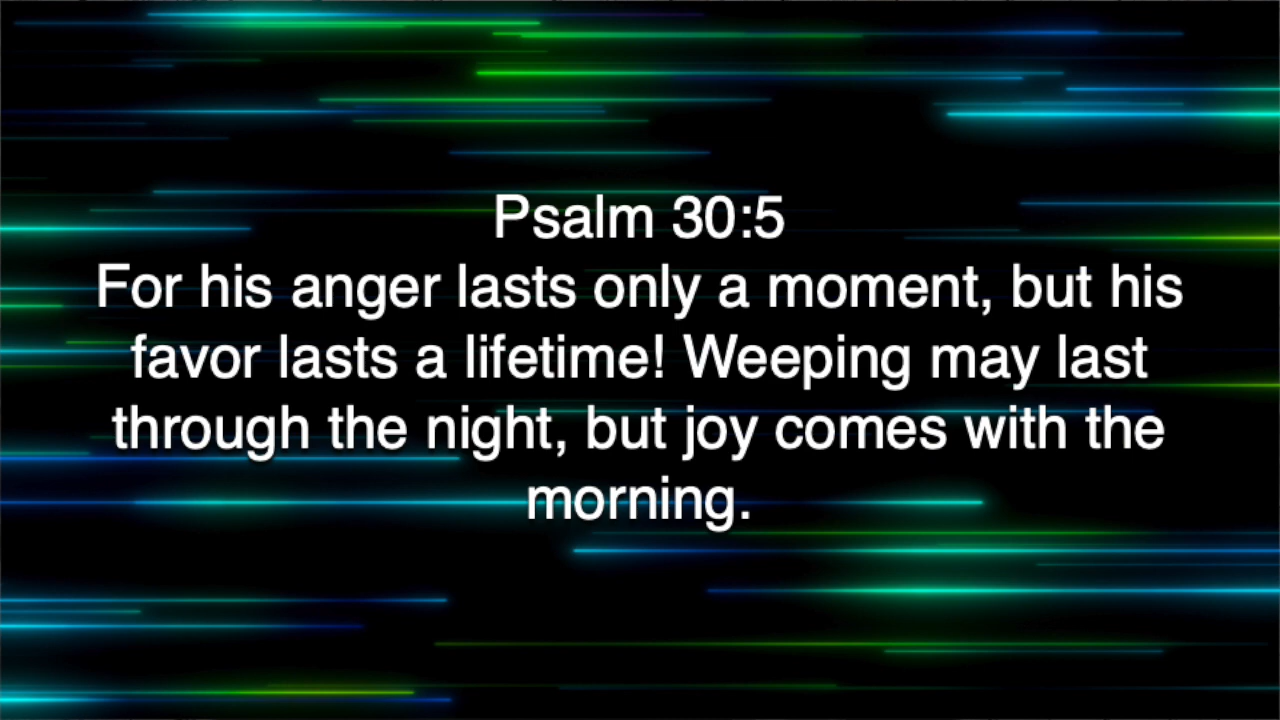 Psalm 30:5
For his anger lasts only a moment, but his
favor lasts a lifetime! Weeping may last
through the night, but joy comes with the
morning.